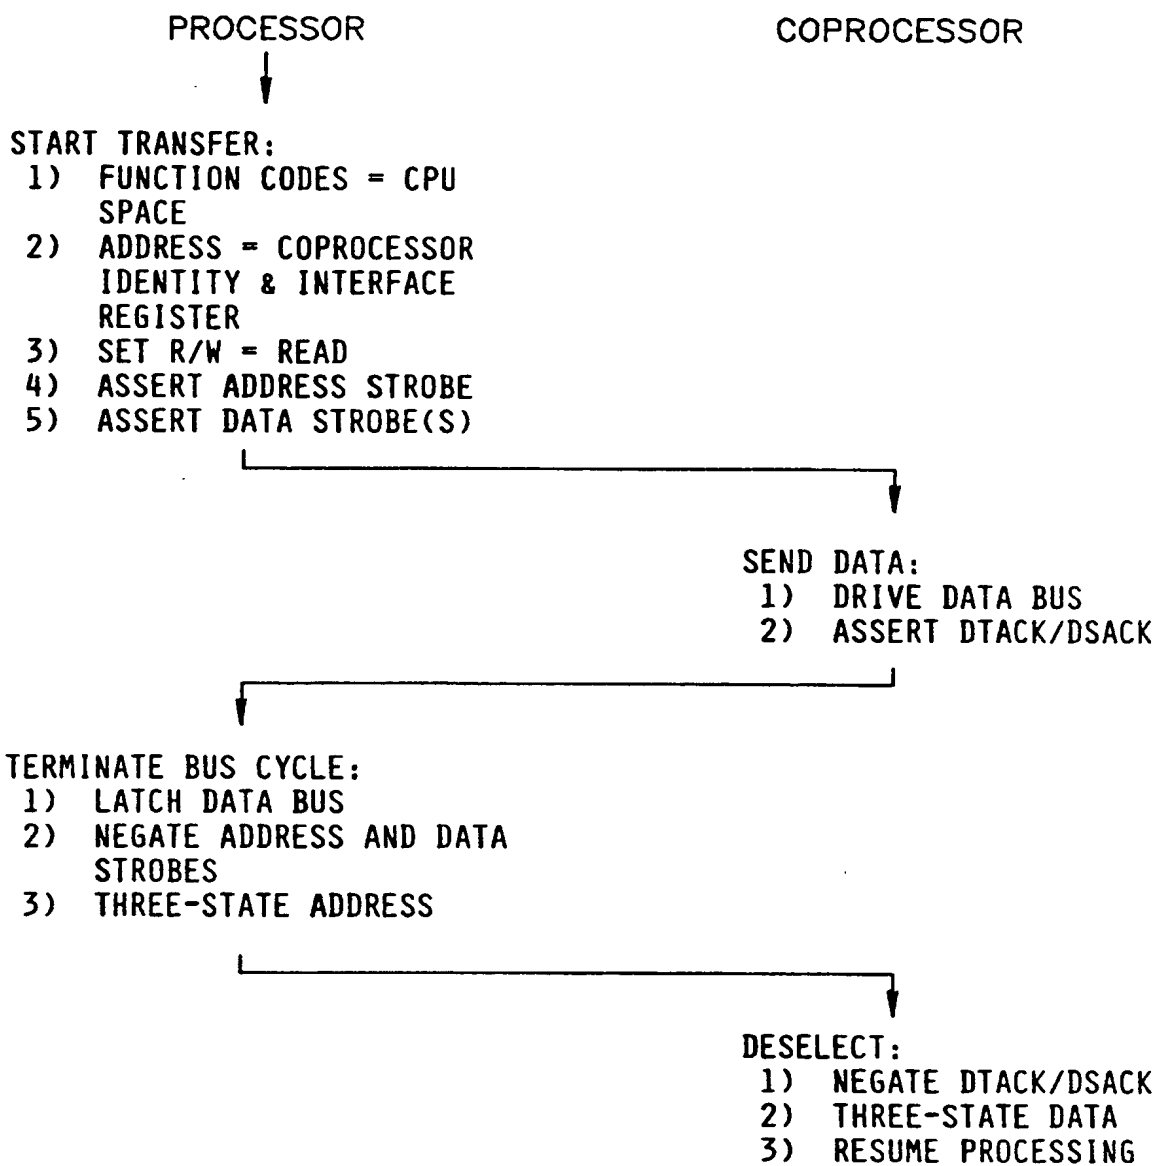 PROCESSOR
COPROCESSOR
START TRANSFER:
1) FUNCTION CODES = CPU
SPACE
2) ADDRESS = COPROCESSOR
IDENTITY & INTERFACE
REGISTER
3) SET R/W = READ
4) ASSERT ADDRESS STROBE
5) ASSERT DATA STROBE(S)
SEND DATA:
1) DRIVE DATA BUS
2) ASSERT DTACK/DSACK
TERMINATE BUS CYCLE:
1) LATCH DATA BUS
2) NEGATE ADDRESS AND DATA
STROBES
3) THREE-STATE ADDRESS
DESELECT:
1) NEGATE DTACK/DSACK
2) THREE-STATE DATA
3) RESUME PROCESSING